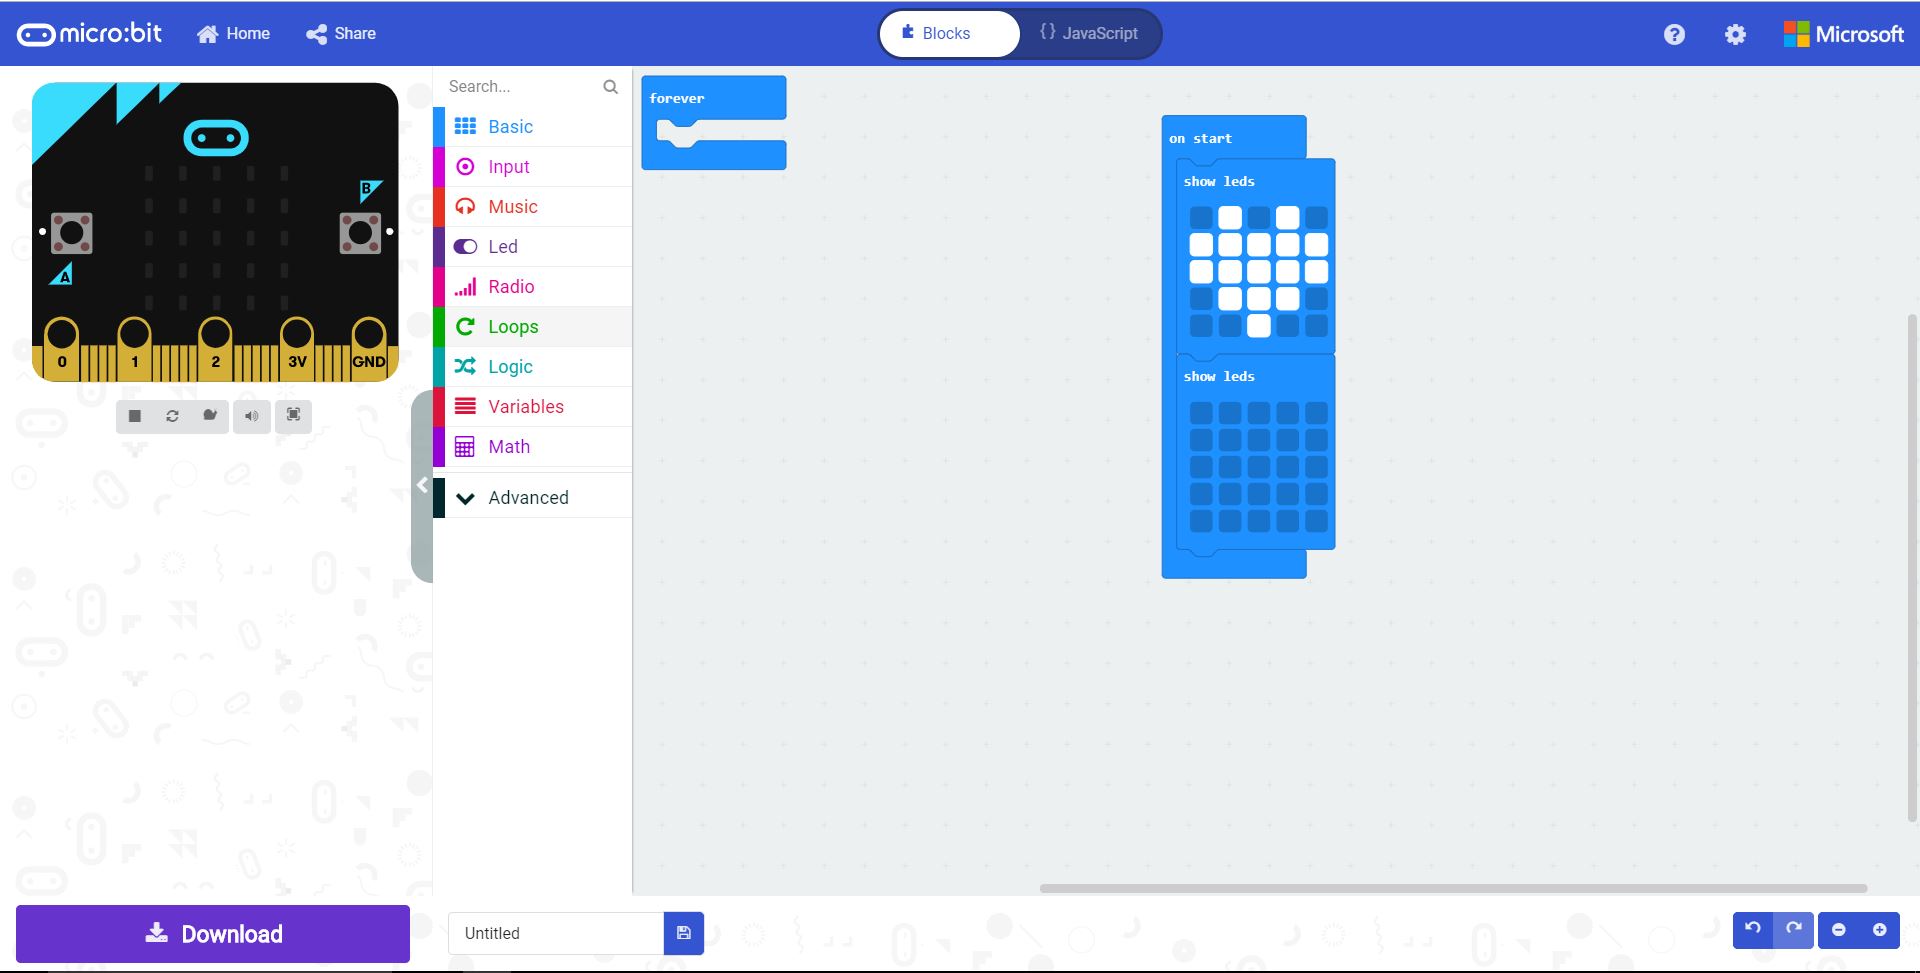 micro:bit
Home
Share
Blocks
{ } JavaScript
?
Microsoft
Search...
Basic
Input
Music
Led
Radio
Loops
Logic
Variables
Math
Advanced
B
A
0 1 2 3V GND
forever
on start
show leds
show leds
Download
Untitled